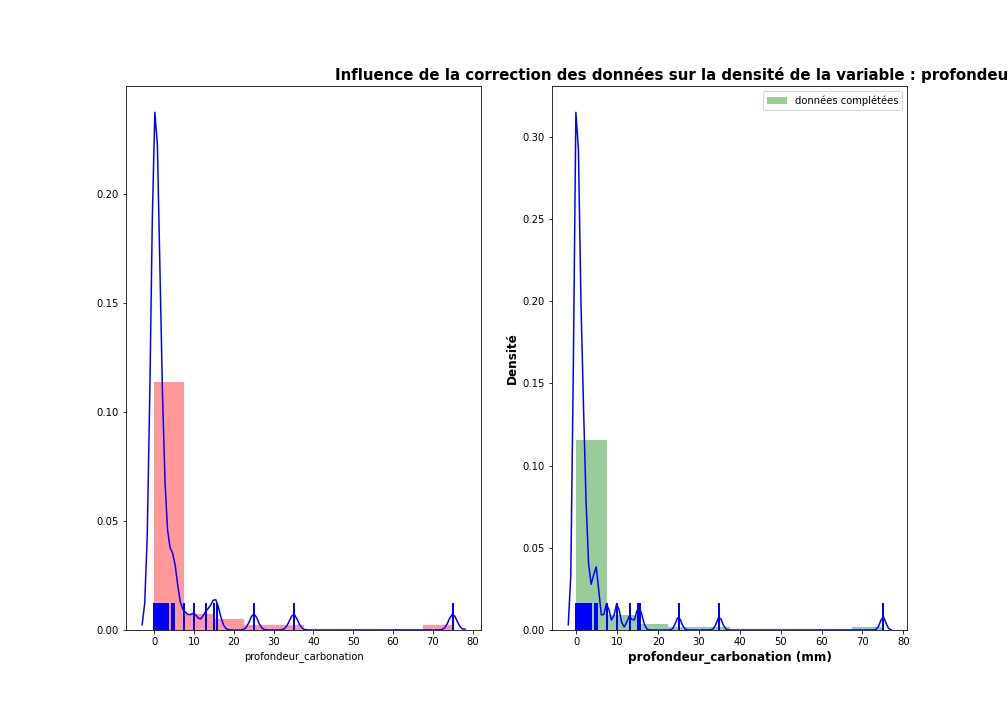 Influence de la correction des données sur la densité de la variable : profondeu
données complétées
0.20
0.15
0.10
0.05
0.00
0 10 20 30 40 50 60 70 80
profondeur_carbonation
Densité
0.30
0.25
0.20
0.15
0.10
0.05
0.00
0 10 20 30 40 50 60 70 80
profondeur_carbonation (mm)